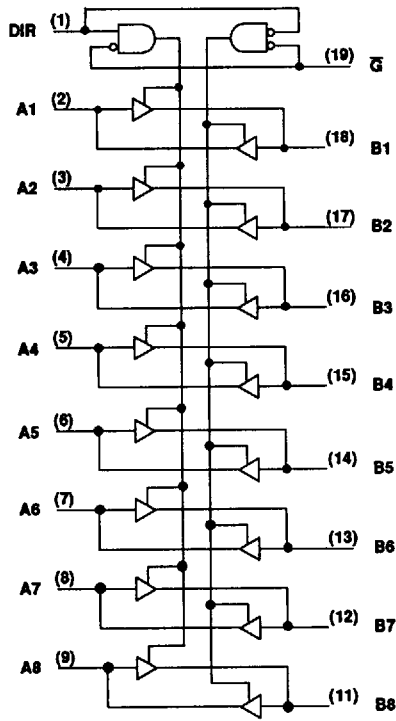 DIR (1)
(19) G̅
A1 (2)
(18) B1
A2 (3)
(17) B2
A3 (4)
(16) B3
A4 (5)
(15) B4
A5 (6)
(14) B5
A6 (7)
(13) B6
A7 (8)
(12) B7
A8 (9)
(11) B8